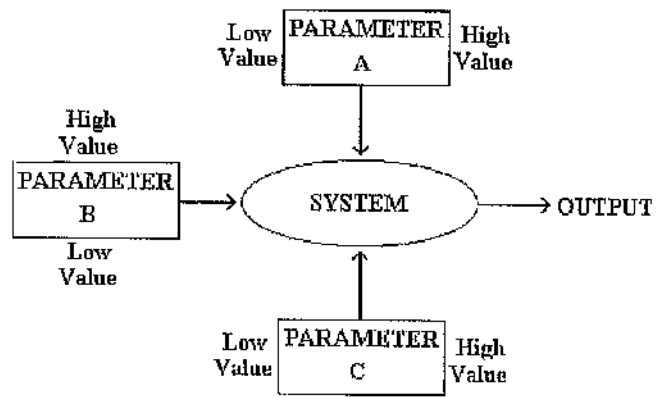 Low
Value
PARAMETER
A
High
Value
High
Value
PARAMETER
B
Low
Value
SYSTEM
OUTPUT
Low
Value
PARAMETER
C
High
Value